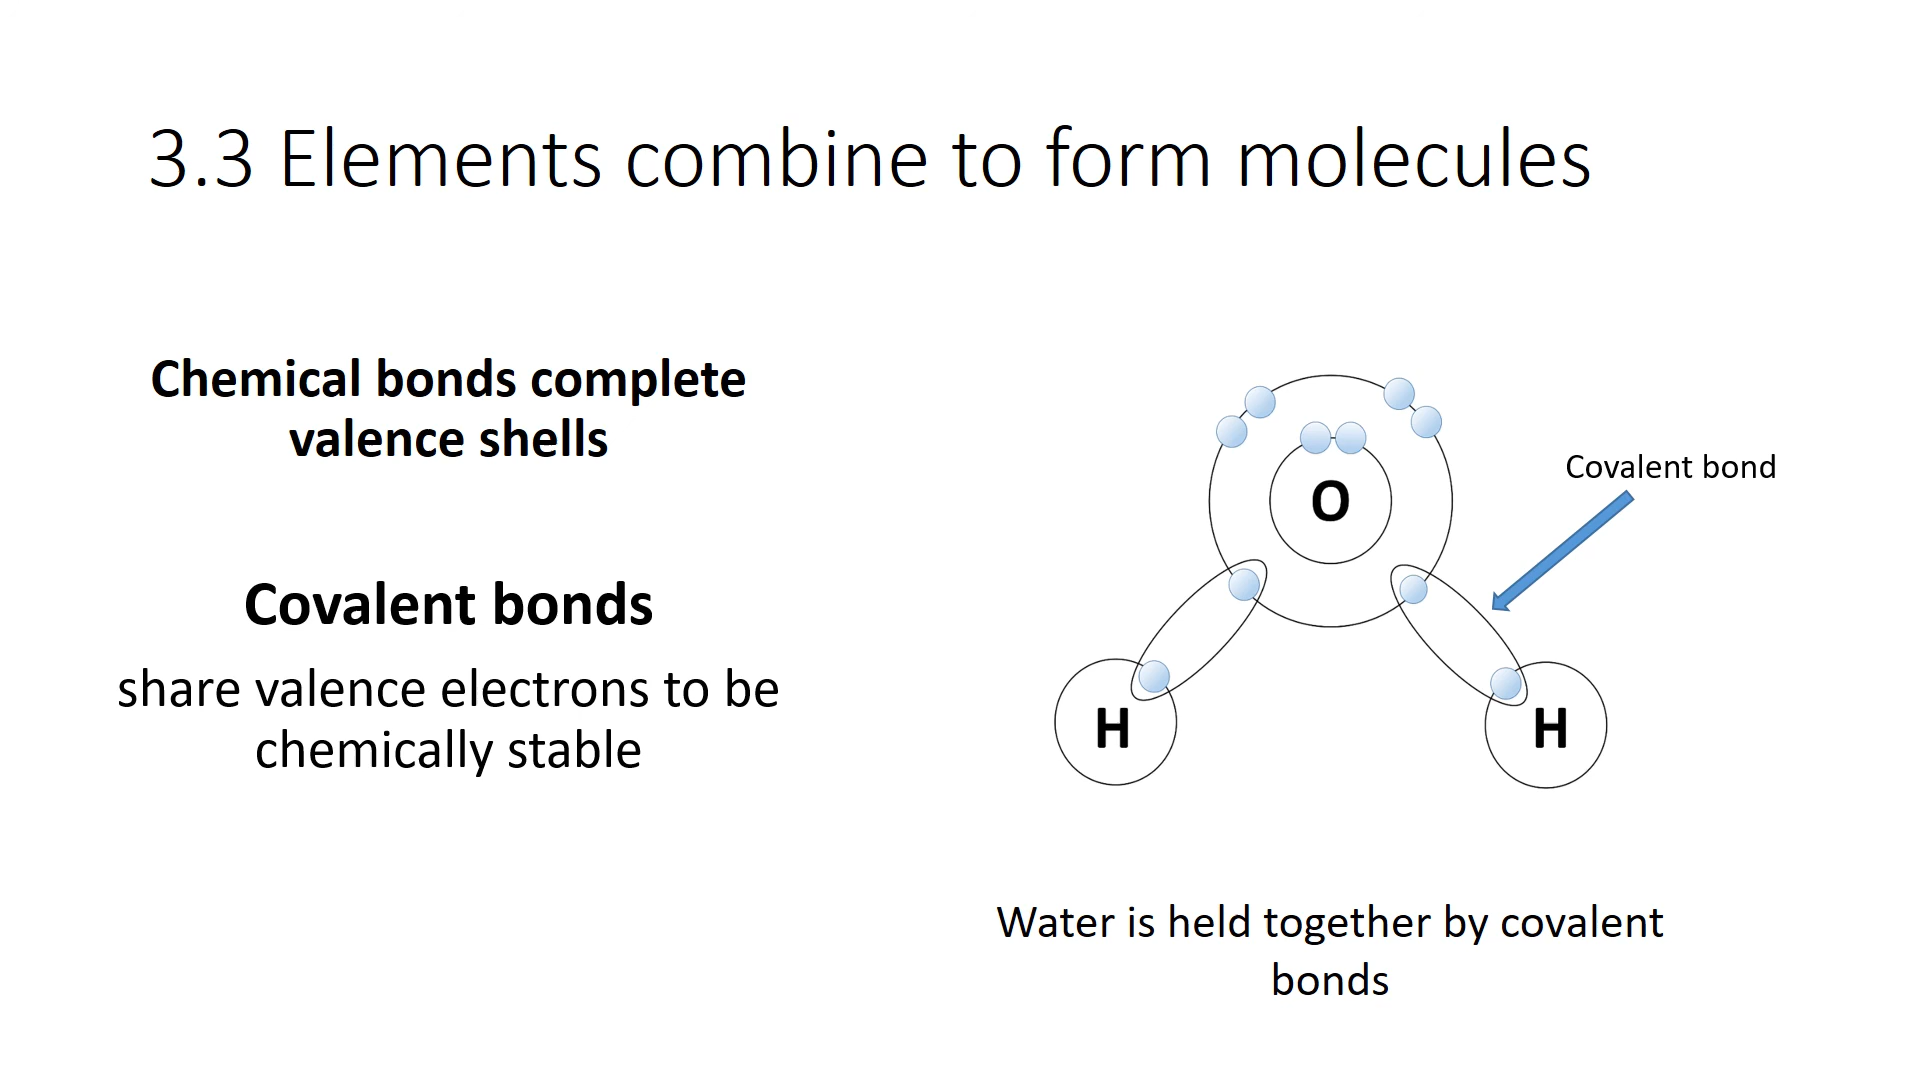 3.3 Elements combine to form molecules
Chemical bonds complete
valence shells
Covalent bonds
share valence electrons to be
chemically stable
O
Covalent bond
H
H
Water is held together by covalent
bonds